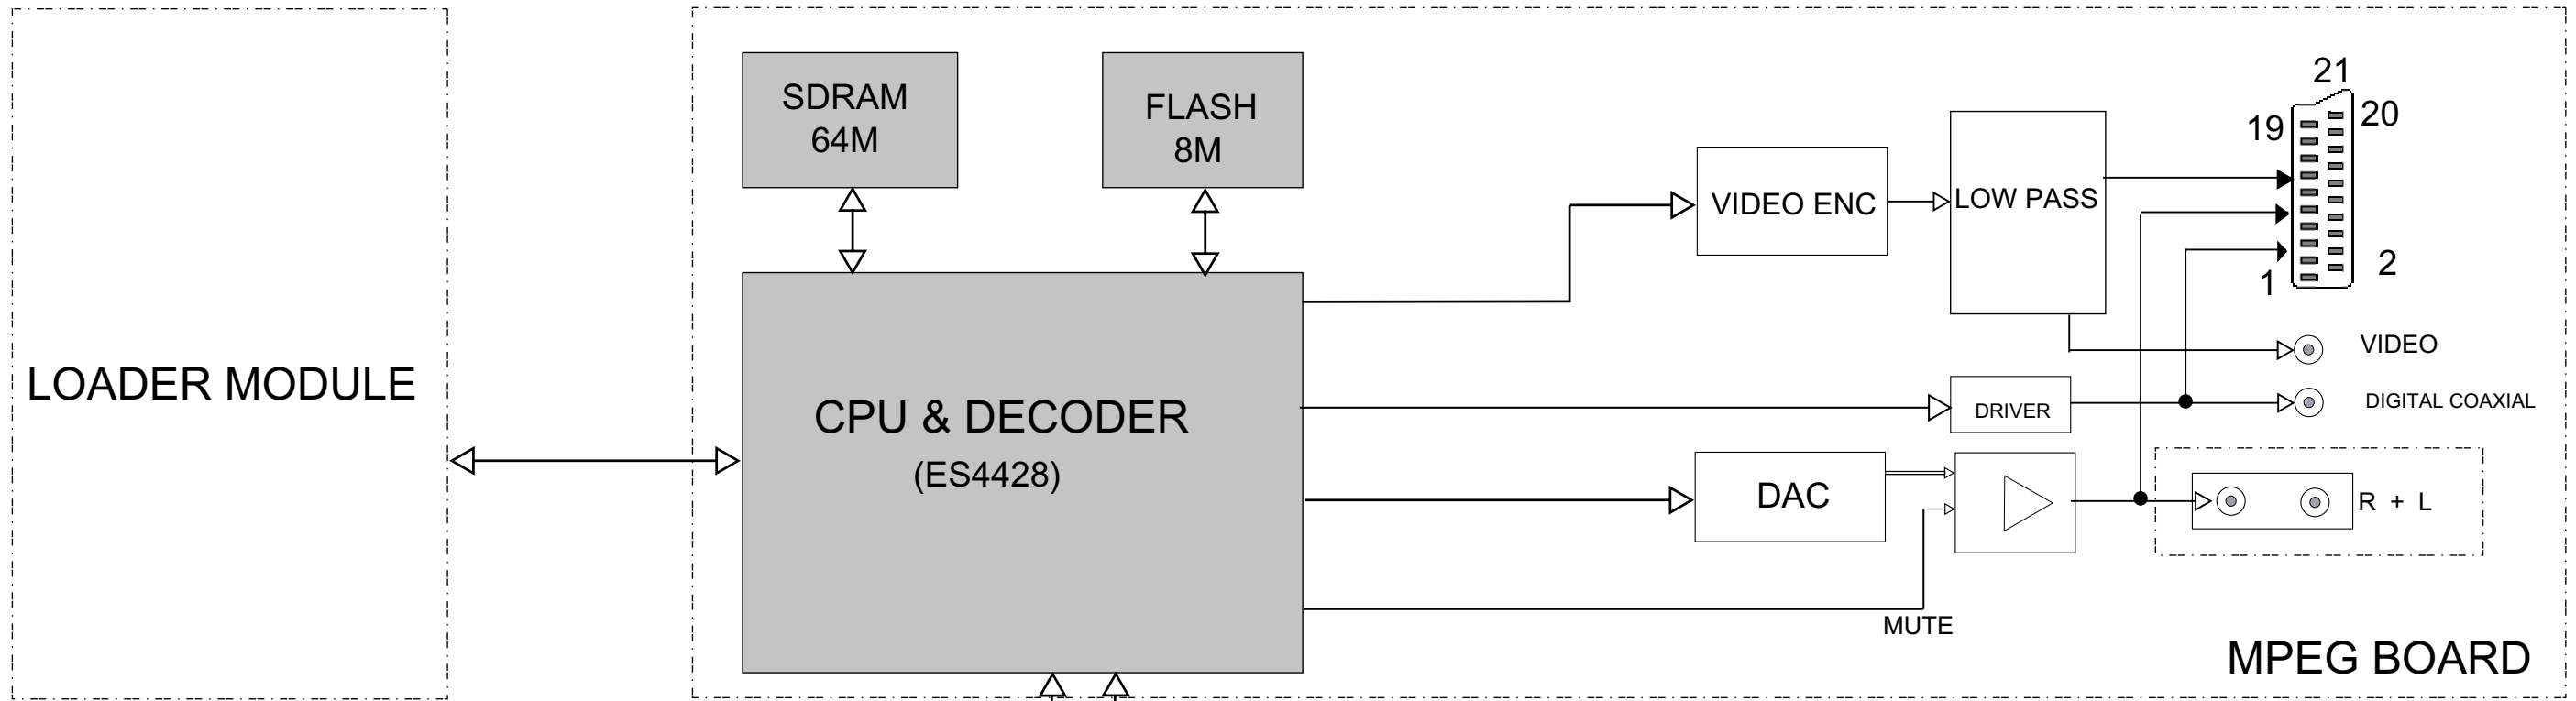 SDRAM
64M
FLASH
8M
21
19
20
VIDEO ENC
LOW PASS
1
2
VIDEO
LOADER MODULE
CPU & DECODER
(ES4428)
DRIVER
DIGITAL COAXIAL
DAC
R + L
MUTE
MPEG BOARD